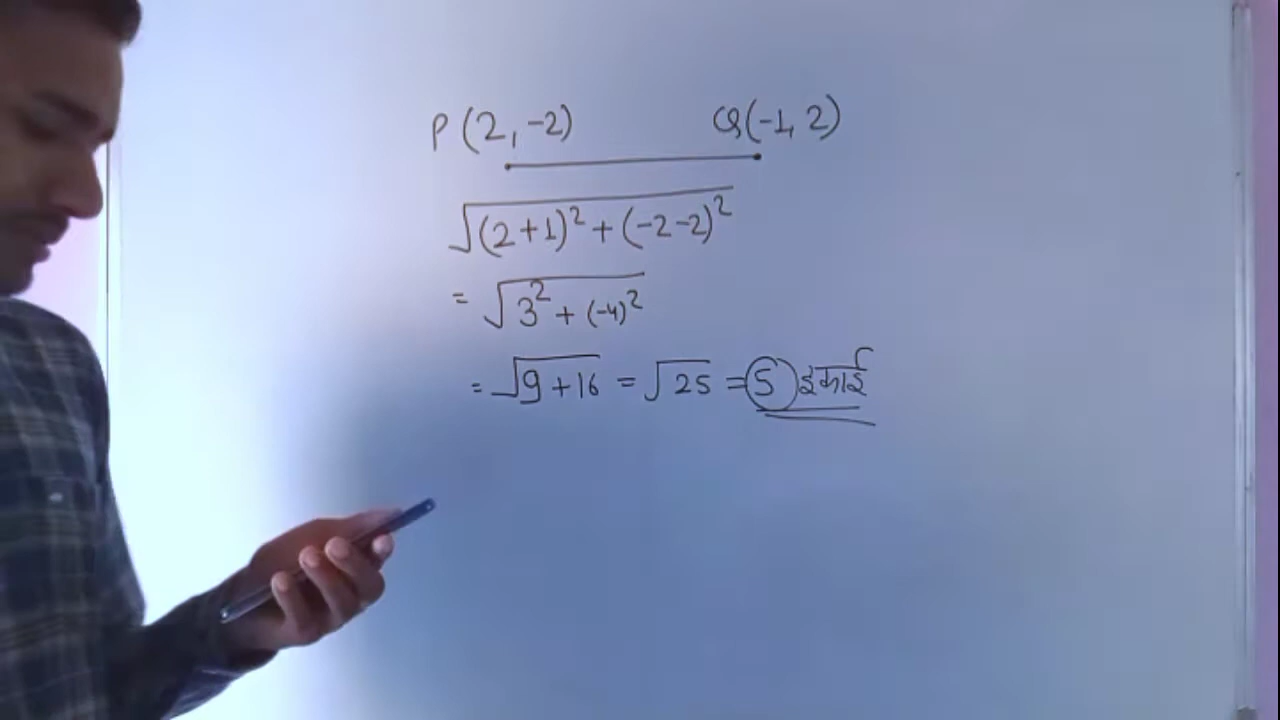 P (2, -2) Q(-1, 2)
√(2+1)² + (-2-2)²
= √3² + (-4)²
= √9+16 = √25 = 5 इकाई